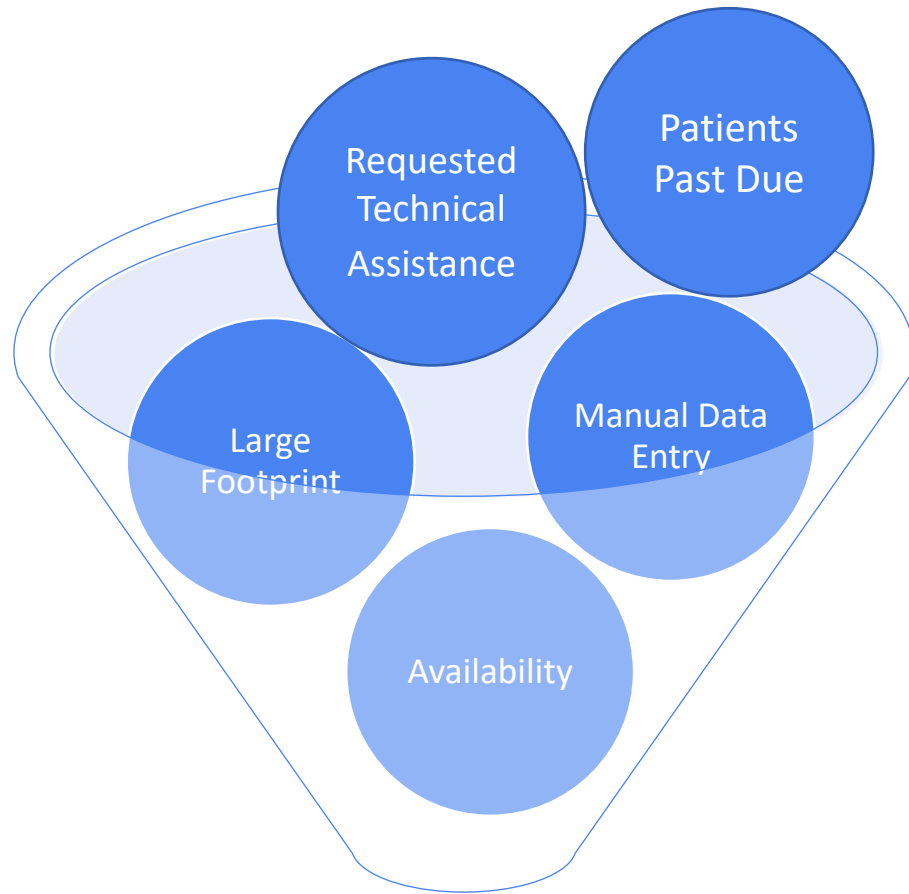 Patients
Past Due
Requested
Technical
Assistance
Large
Footprint
Manual Data
Entry
Availability